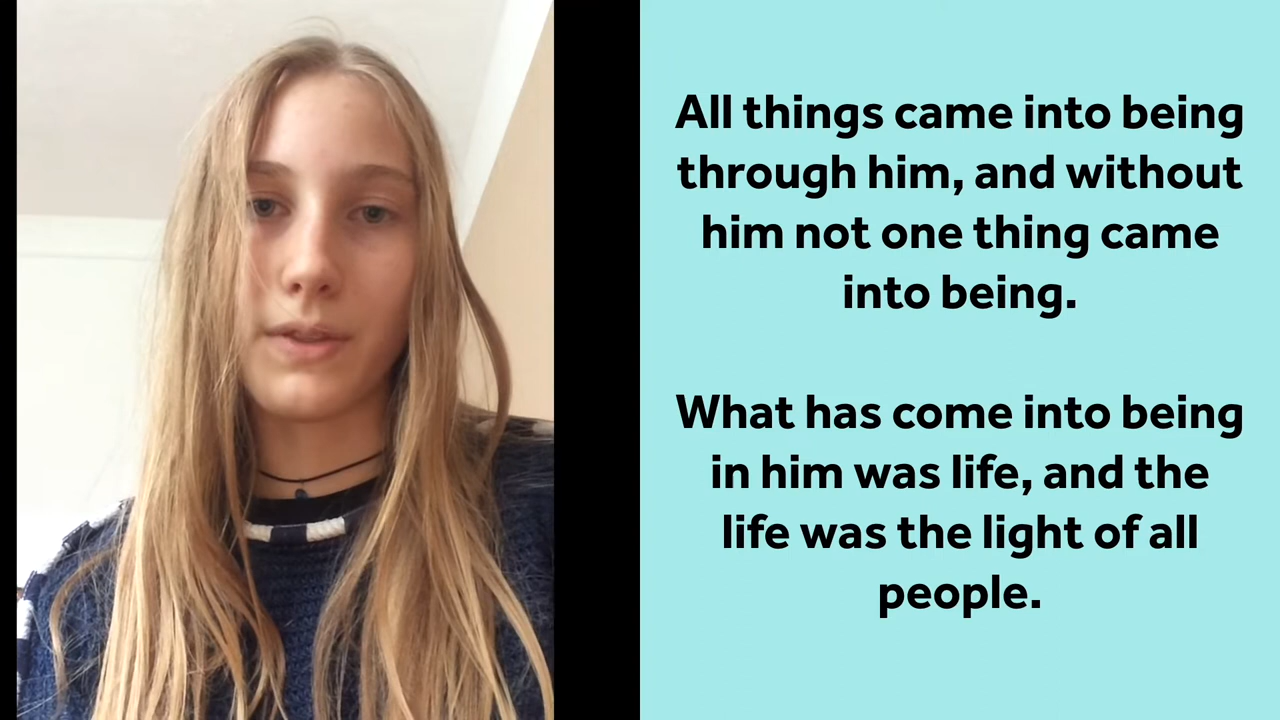 All things came into being
through him, and without
him not one thing came
into being.
What has come into being
in him was life, and the
life was the light of all
people.